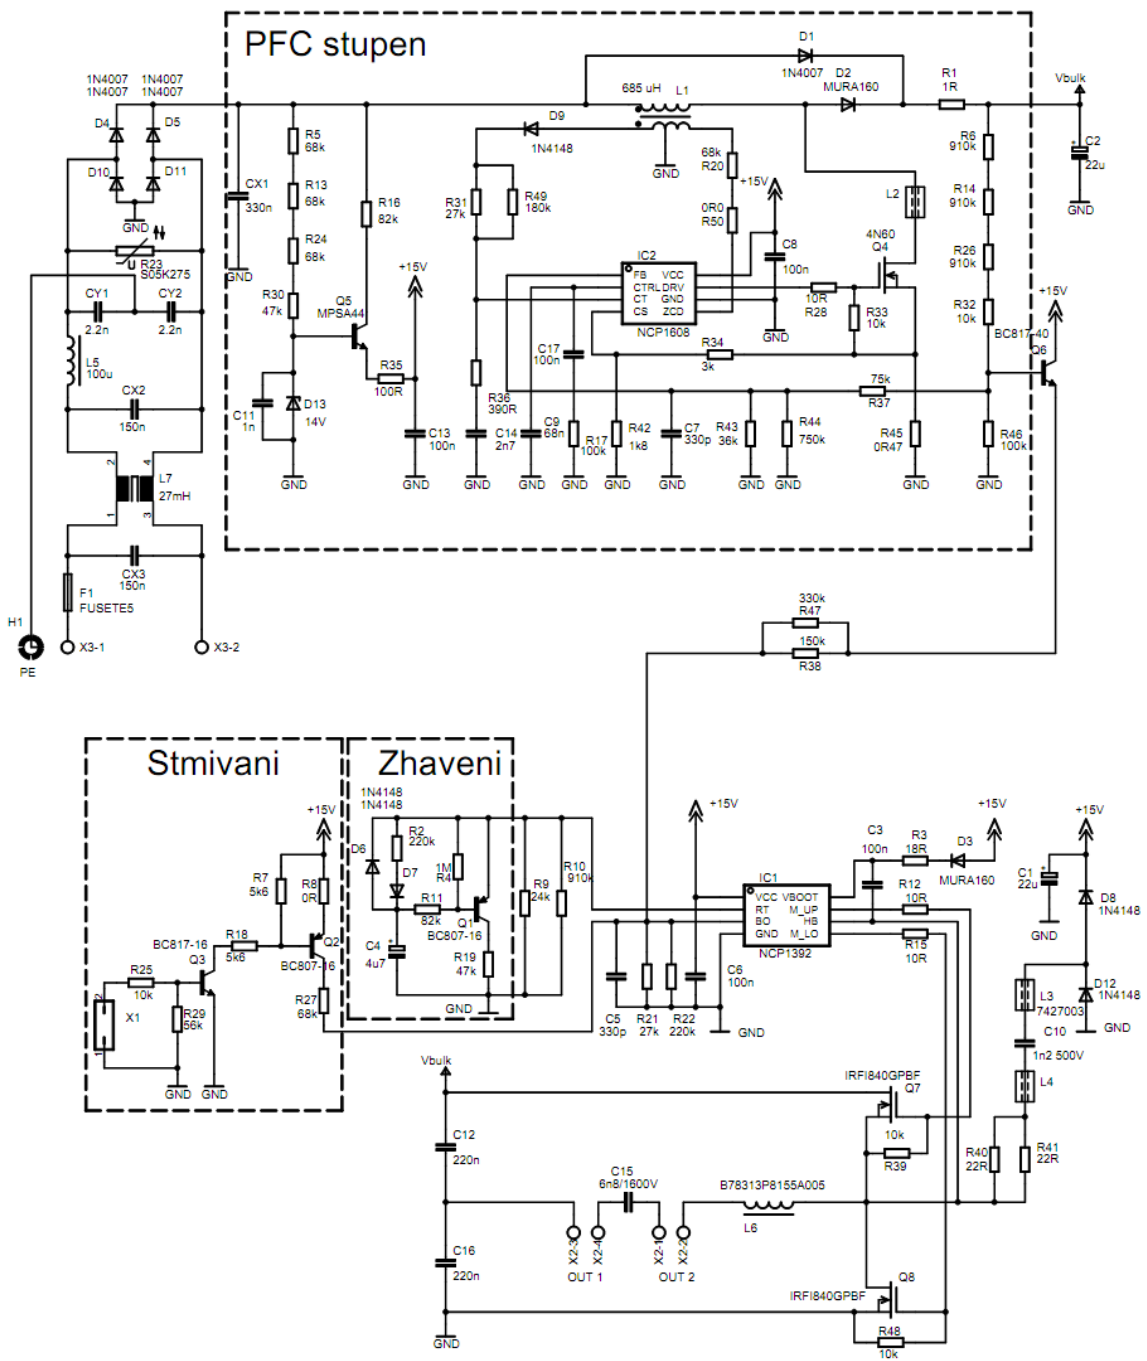 PFC stupen
D1
1N4007
D2
MURA160
R1
1R
Vbulk
1N4007 1N4007
1N4007 1N4007
D4
D5
D10
D11
GND
685 uH
L1
D9
1N4148
GND
R5
68k
CX1
330n
GND
R13
68k
R16
82k
R24
68k
R31
27k
R49
180k
68k
R20
0R0
R50
+15V
R6
910k
C2
22u
GND
R14
910k
L2
4N60
Q4
R26
910k
R23
S05K275
U
CY1
2.2n
CY2
2.2n
L5
100u
CX2
150n
2
4
L7
27mH
1
3
CX3
150n
F1
FUSETE5
H1
PE
X3-1
X3-2
R30
47k
Q5
MPSA44
+15V
R35
100R
C11
1n
D13
14V
C13
100n
GND
GND
IC2
FB
CTRL
CT
CS
VCC
DRV
GND
ZCD
NCP1608
C8
100n
GND
10R
R28
R33
10k
R32
10k
+15V
BC817-40
Q6
C17
100n
R34
3k
R36
390R
75k
R37
C14
2n7
C9
68n
R17
100k
R42
1k8
C7
330p
R43
36k
R44
750k
R45
0R47
R46
100k
GND
GND
GND
GND
GND
GND
GND
GND
GND
330k
R47
150k
R38
Stmivani
Zhaveni
+15V
R7
5k6
R8
0R
R18
5k6
BC817-16
Q3
Q2
BC807-16
R25
10k
R29
56k
R27
68k
X1
2
1
GND
GND
1N4148
1N4148
D6
R2
220k
D7
1M
R4
R11
82k
Q1
BC807-16
C4
4u7
R19
47k
GND
R9
24k
R10
910k
+15V
IC1
VCC
RT
BO
GND
VBOOT
M_UP
HB
M_LO
NCP1392
C3
100n
R3
18R
D3
MURA160
+15V
R12
10R
R15
10R
C5
330p
R21
27k
R22
220k
C6
100n
GND
+15V
C1
22u
GND
D8
1N4148
D12
1N4148
GND
L3
7427003
C10
1n2 500V
L4
R40
22R
R41
22R
Vbulk
C12
220n
C16
220n
GND
C15
6n8/1600V
X2-3
X2-4
X2-1
X2-2
OUT 1
OUT 2
B78313P8155A005
L6
IRFI840GPBF
Q7
10k
R39
Q8
IRFI840GPBF
R48
10k